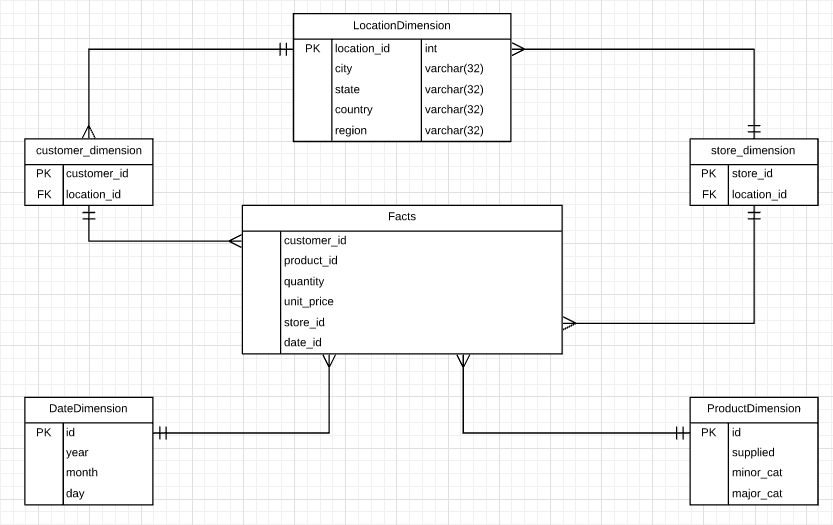 LocationDimension
PK location_id int
city varchar(32)
state varchar(32)
country varchar(32)
region varchar(32)
customer_dimension
PK customer_id
FK location_id
store_dimension
PK store_id
FK location_id
Facts
customer_id
product_id
quantity
unit_price
store_id
date_id
DateDimension
PK id
year
month
day
ProductDimension
PK id
supplied
minor_cat
major_cat